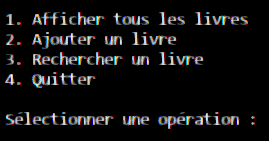 1. Afficher tous les livres
2. Ajouter un livre
3. Rechercher un livre
4. Quitter
Sélectionner une opération :